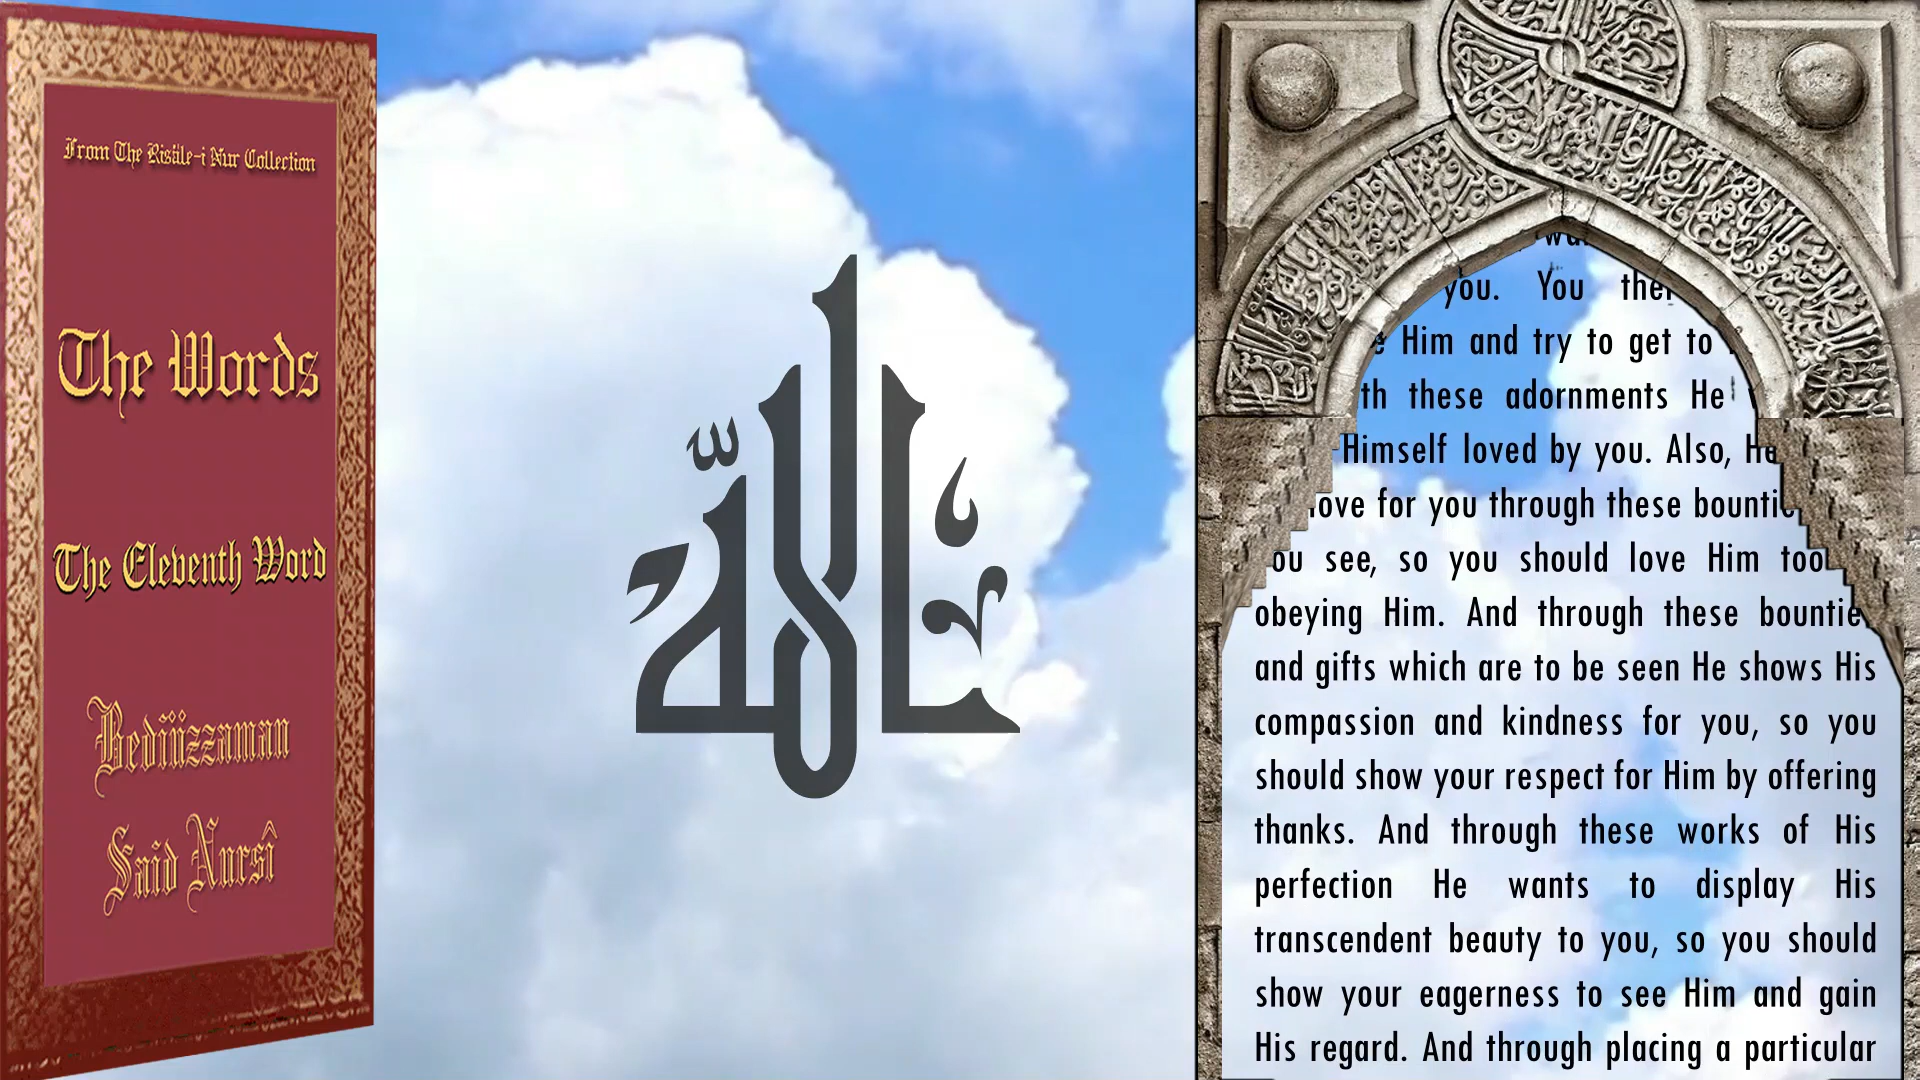 From The Risâle-i Nur Collection
The Words
The Eleventh Word
Bediüzzaman
Said Nursî
الله
you. You
Him and try to get to
these adornments He
Himself loved by you. Also, He
love for you through these
you see, so you should love Him too
obeying Him. And through these
and gifts which are to be seen He shows His
compassion and kindness for you, so you
should show your respect for Him by offering
thanks. And through these works of His
perfection He wants to display His
transcendent beauty to you, so you should
show your eagerness to see Him and gain
His regard. And through placing a particular